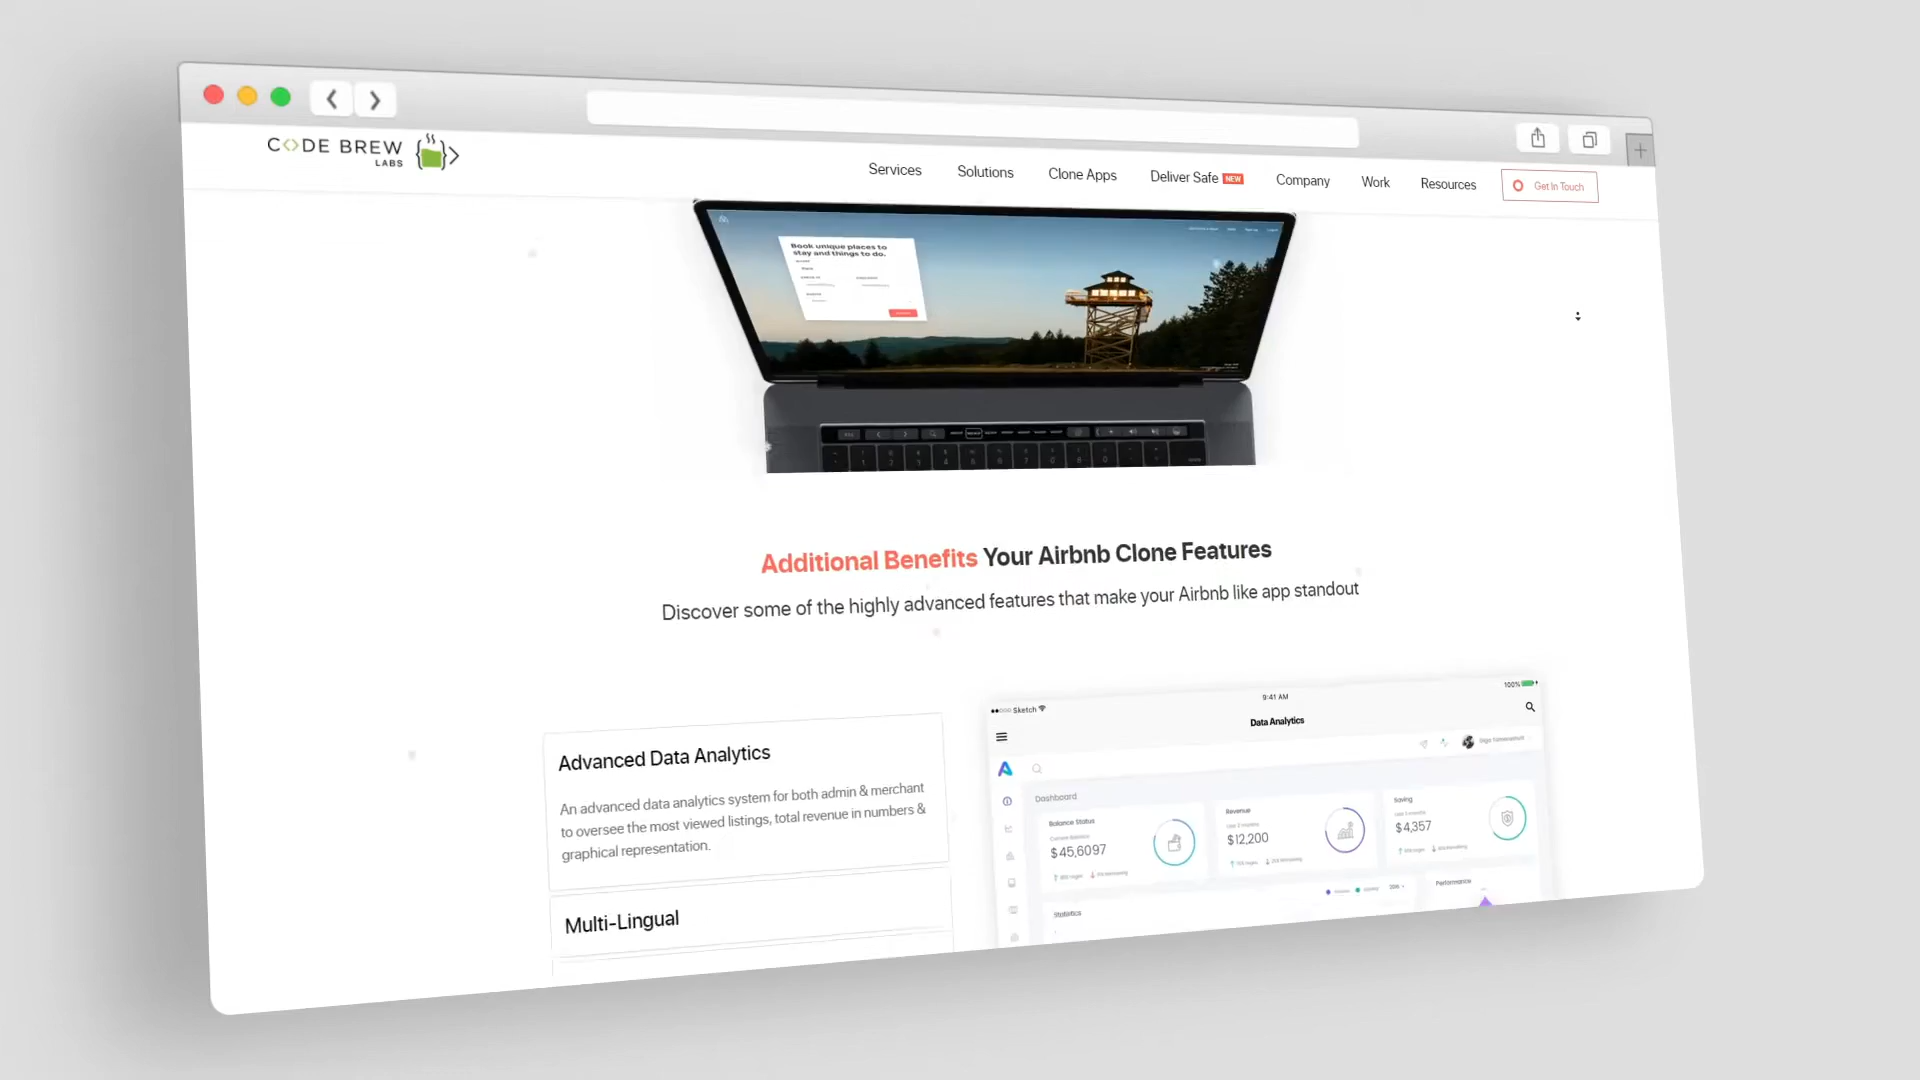 CODE BREW
LABS
Services
Solutions
Clone Apps
Deliver Safe NEW
Company
Work
Resources
Get In Touch
Book unique places to
stay and things to do.
Additional Benefits Your Airbnb Clone Features
Discover some of the highly advanced features that make your Airbnb like app standout
Advanced Data Analytics
An advanced data analytics system for both admin & merchant
to oversee the most viewed listings, total revenue in numbers &
graphical representation.
Multi-Lingual
Sketch
9:41 AM
100%
Data Analytics
Dashboard
Balance Status
Current Balance
$45,6097
Revenue
$12,200
Saving
$4,357
Statistics
Performance